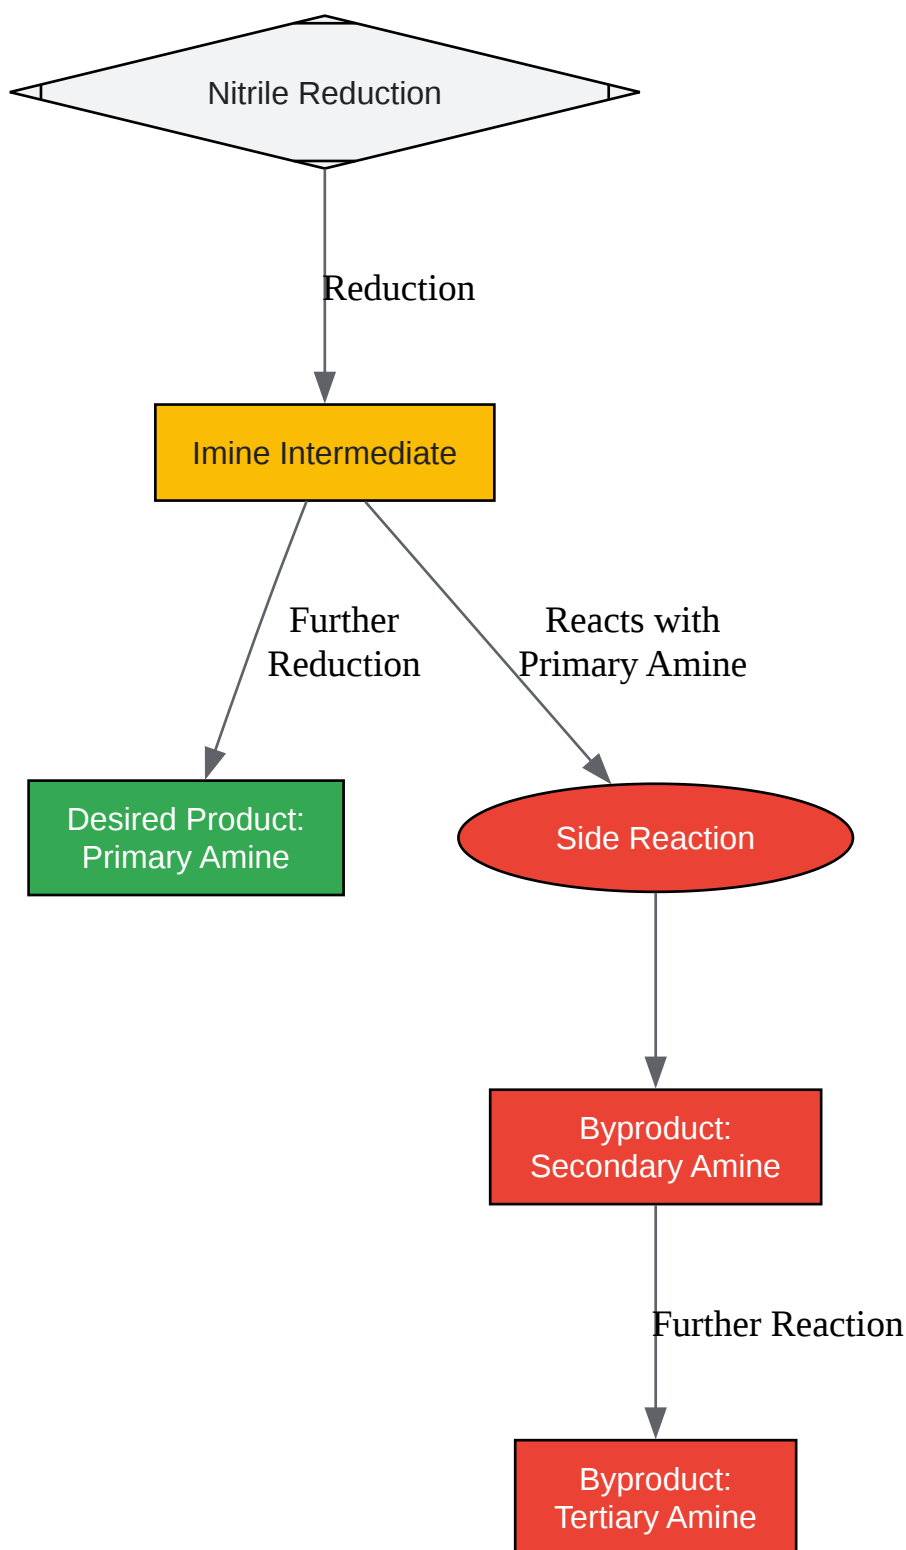 Nitrile Reduction
Reduction
Imine Intermediate
Further
Reduction
Reacts with
Primary Amine
Desired Product:
Primary Amine
Side Reaction
Byproduct:
Secondary Amine
Further Reaction
Byproduct:
Tertiary Amine